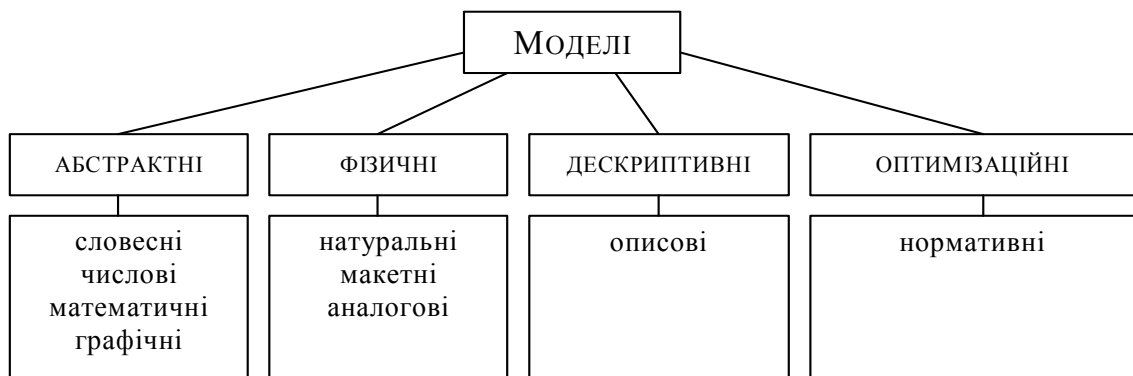 МОДЕЛІ
АБСТРАКТНІ
ФІЗИЧНІ
ДЕСКРИПТИВНІ
ОПТИМІЗАЦІЙНІ
словесні
числові
математичні
графічні
натуральні
макетні
аналогові
описові
нормативні